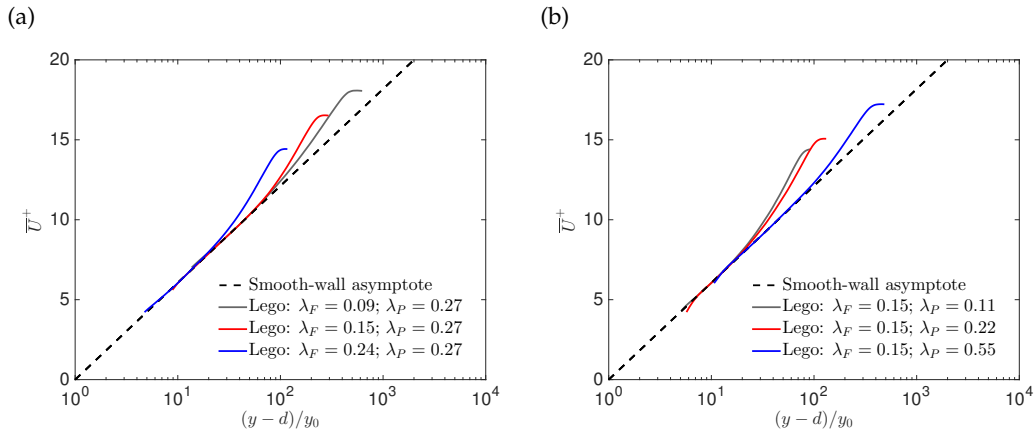 (a)
20
15
10
5
0
U̅⁺
Smooth-wall asymptote
Lego: λ_F = 0.09; λ_P = 0.27
Lego: λ_F = 0.15; λ_P = 0.27
Lego: λ_F = 0.24; λ_P = 0.27
10⁰ 10¹ 10² 10³ 10⁴
(y − d)/y₀
(b)
20
15
10
5
0
U̅⁺
Smooth-wall asymptote
Lego: λ_F = 0.15; λ_P = 0.11
Lego: λ_F = 0.15; λ_P = 0.22
Lego: λ_F = 0.15; λ_P = 0.55
10⁰ 10¹ 10² 10³ 10⁴
(y − d)/y₀